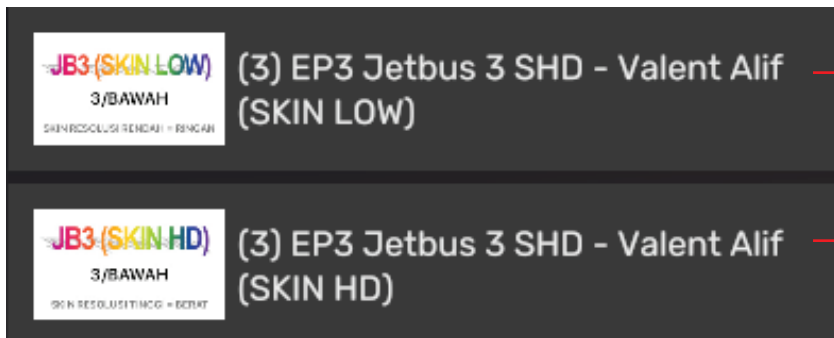 JB3 (SKIN LOW)
3/BAWAH
SKIN RESOLUSI RENDAH = RINGAN
(3) EP3 Jetbus 3 SHD - Valent Alif
(SKIN LOW)
JB3 (SKIN HD)
3/BAWAH
SKIN RESOLUSI TINGGI = BERAT
(3) EP3 Jetbus 3 SHD - Valent Alif
(SKIN HD)